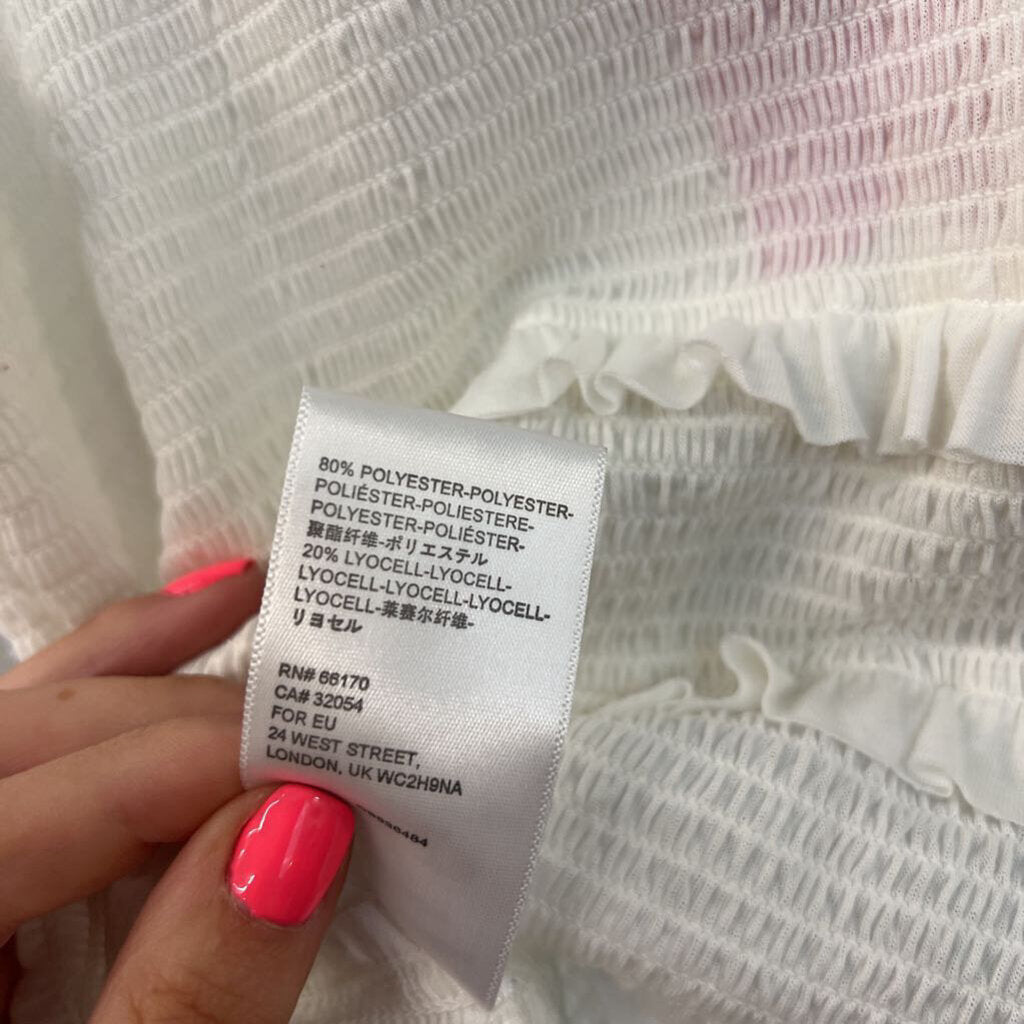 80% POLYESTER-POLYESTER-
POLIÉSTER-POLIESTERE-
POLYESTER-POLIÉSTER-
聚酯纤维-ポリエステル
20% LYOCELL-LYOCELL-
LYOCELL-LYOCELL-LYOCELL-
LYOCELL-莱赛尔纤维-
リヨセル
RN# 66170
CA# 32054
FOR EU
24 WEST STREET,
LONDON, UK WC2H9NA